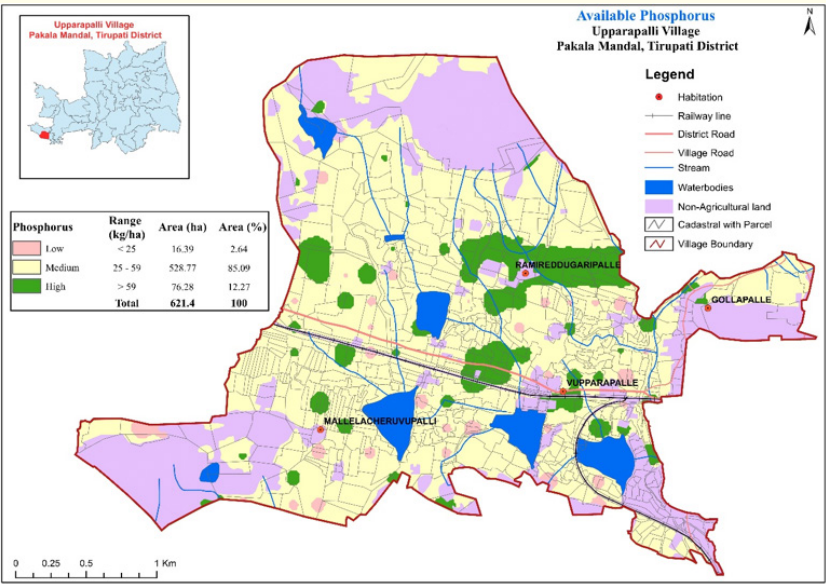 Upparapalli Village
Pakala Mandal, Tirupati District
Available Phosphorus
Upparapalli Village
Pakala Mandal, Tirupati District
N
Legend
Habitation
Railway line
District Road
Village Road
Stream
Waterbodies
Non-Agricultural land
Cadastral with Parcel
Village Boundary
Phosphorus Range (kg/ha) Area (ha) Area (%)
Low < 25 16.39 2.64
Medium 25 - 59 528.77 85.09
High > 59 76.28 12.27
Total 621.4 100
RAMIREDDUGARIPALLE
GOLLAPALLE
VUPPARAPALLE
MALLELACHERUVUPALLI
0 0.25 0.5 1 Km